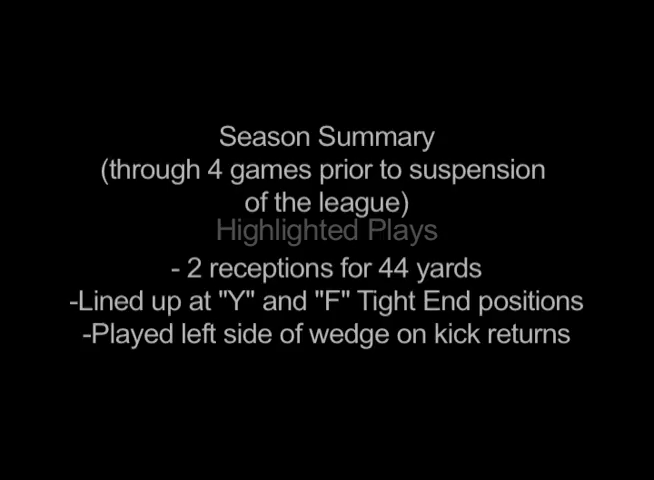 Season Summary
(through 4 games prior to suspension
of the league)
Highlighted Plays
- 2 receptions for 44 yards
-Lined up at "Y" and "F" Tight End positions
-Played left side of wedge on kick returns